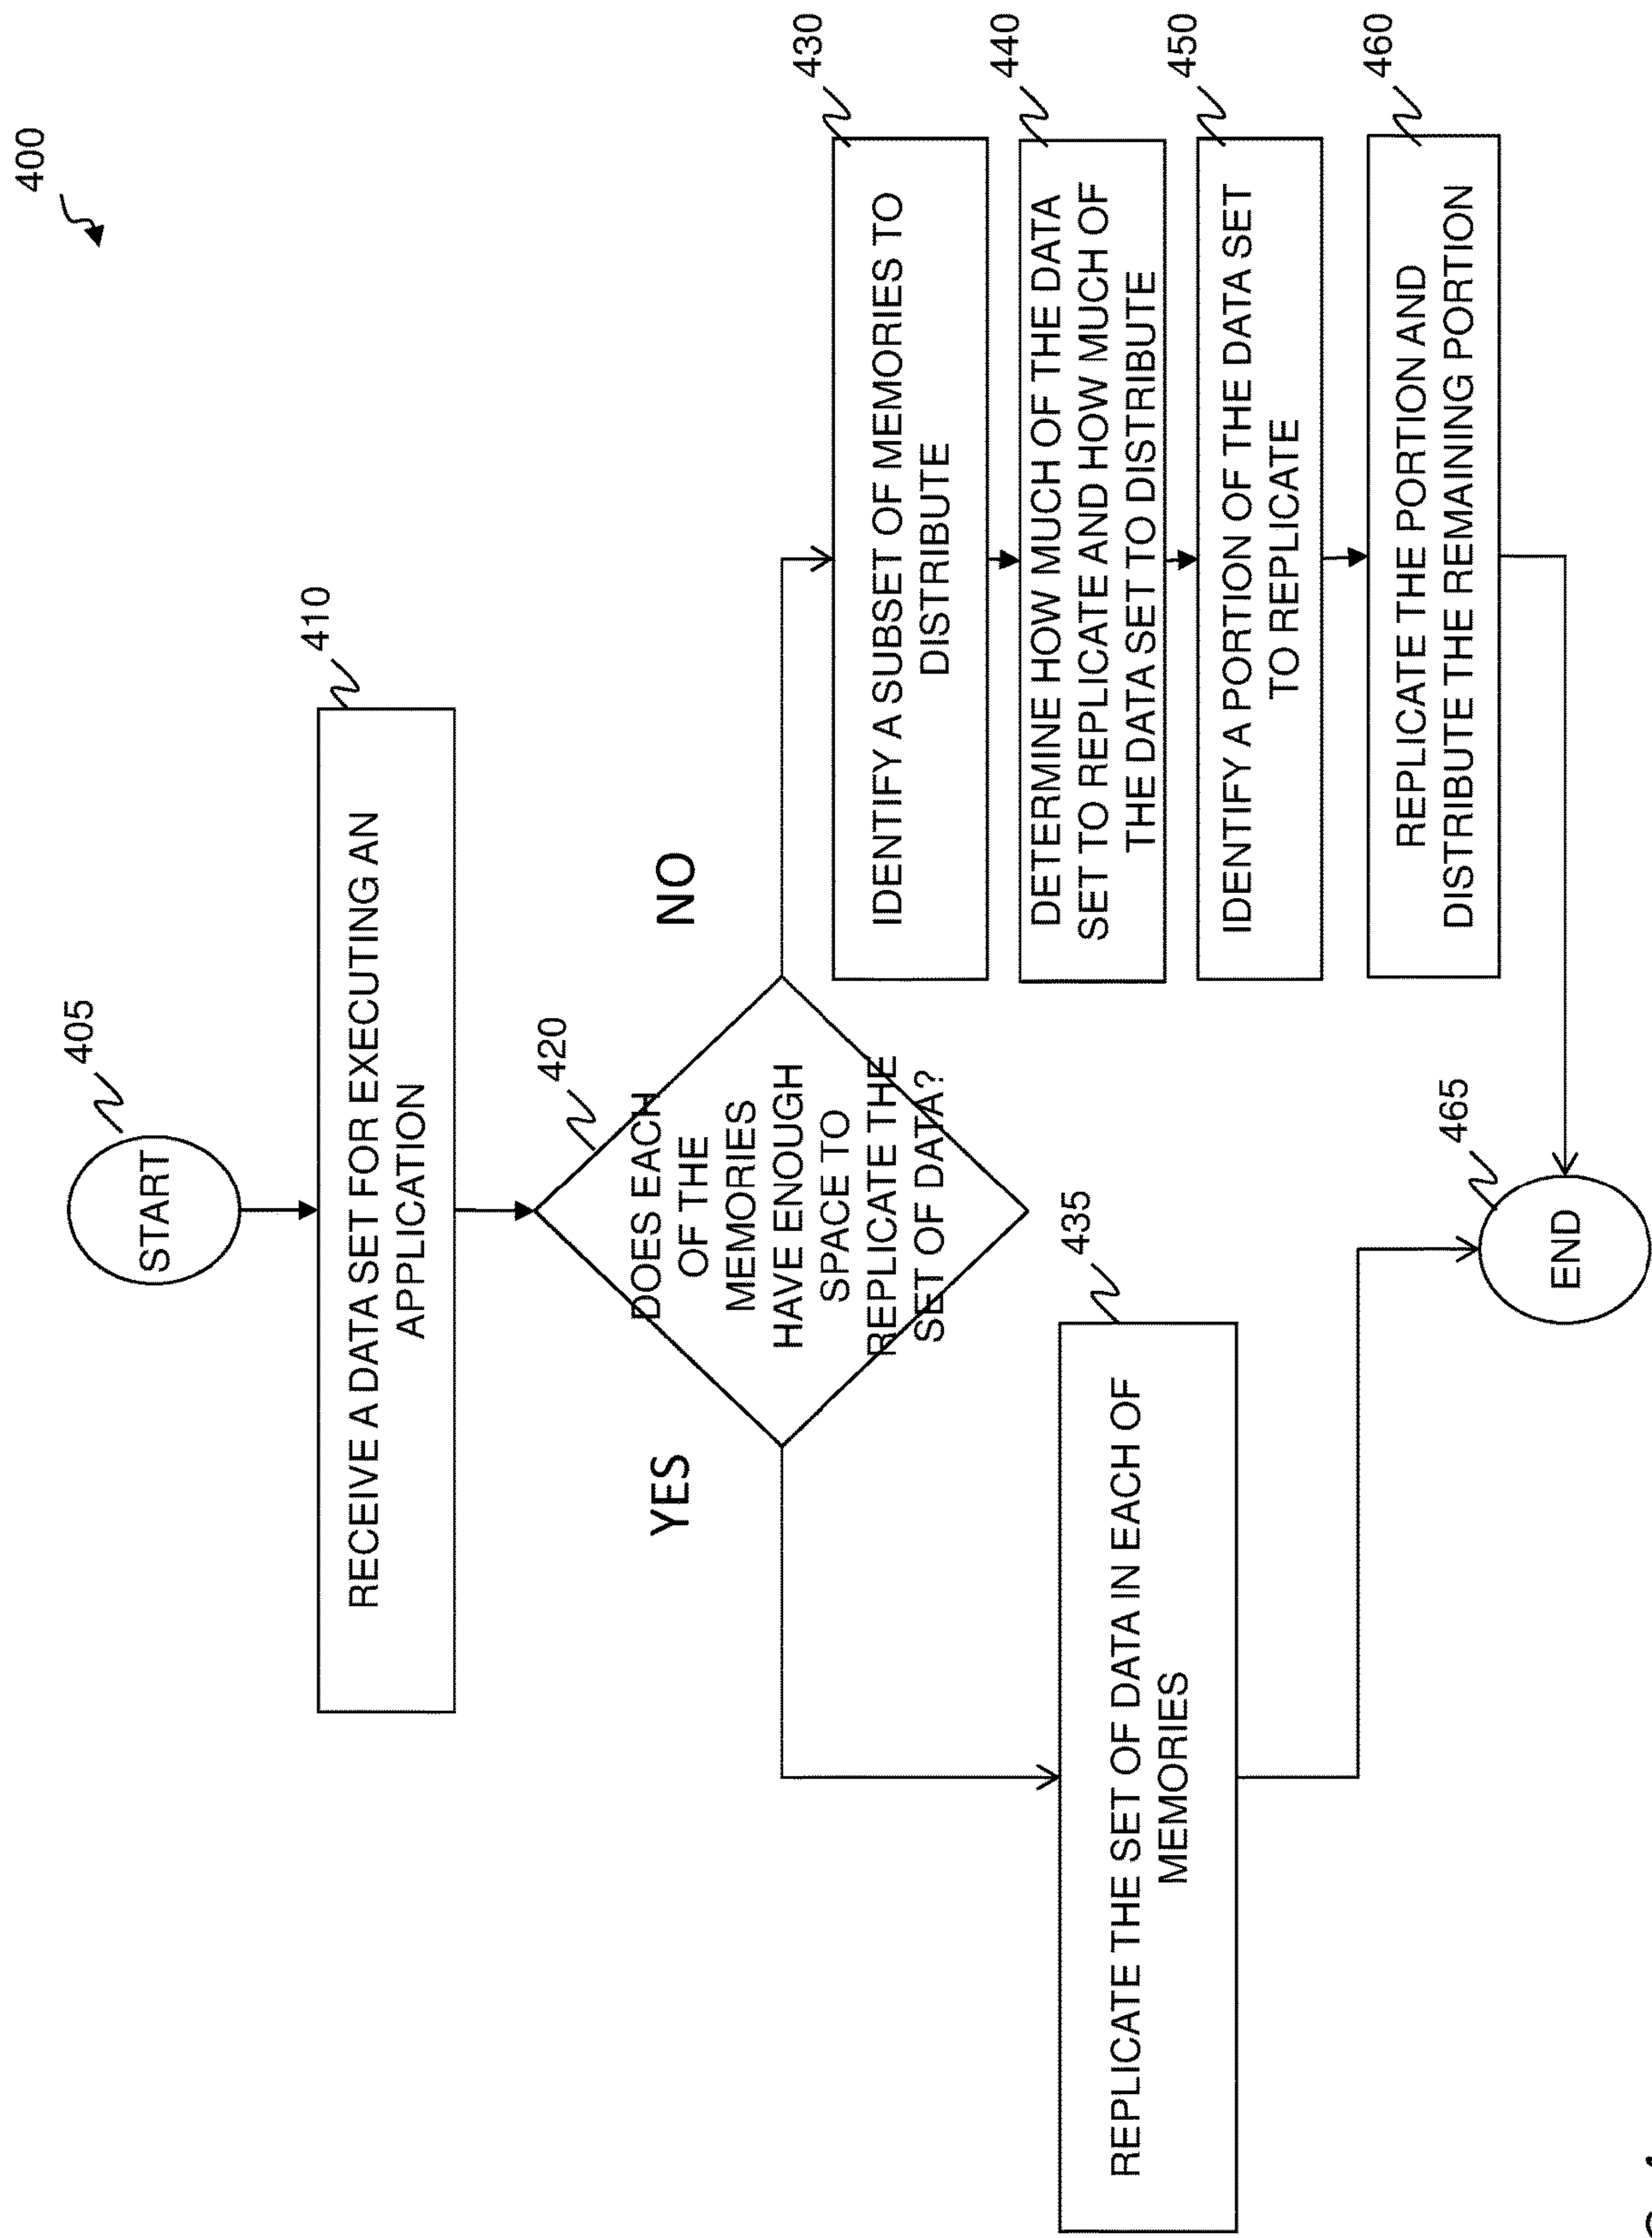 400
405
START
410
RECEIVE A DATA SET FOR EXECUTING AN
APPLICATION
420
DOES EACH
OF THE
MEMORIES
HAVE ENOUGH
SPACE TO
REPLICATE THE
SET OF DATA?
YES
NO
435
REPLICATE THE SET OF DATA IN EACH OF
MEMORIES
430
IDENTIFY A SUBSET OF MEMORIES TO
DISTRIBUTE
440
DETERMINE HOW MUCH OF THE DATA
SET TO REPLICATE AND HOW MUCH OF
THE DATA SET TO DISTRIBUTE
450
IDENTIFY A PORTION OF THE DATA SET
TO REPLICATE
460
REPLICATE THE PORTION AND
DISTRIBUTE THE REMAINING PORTION
465
END